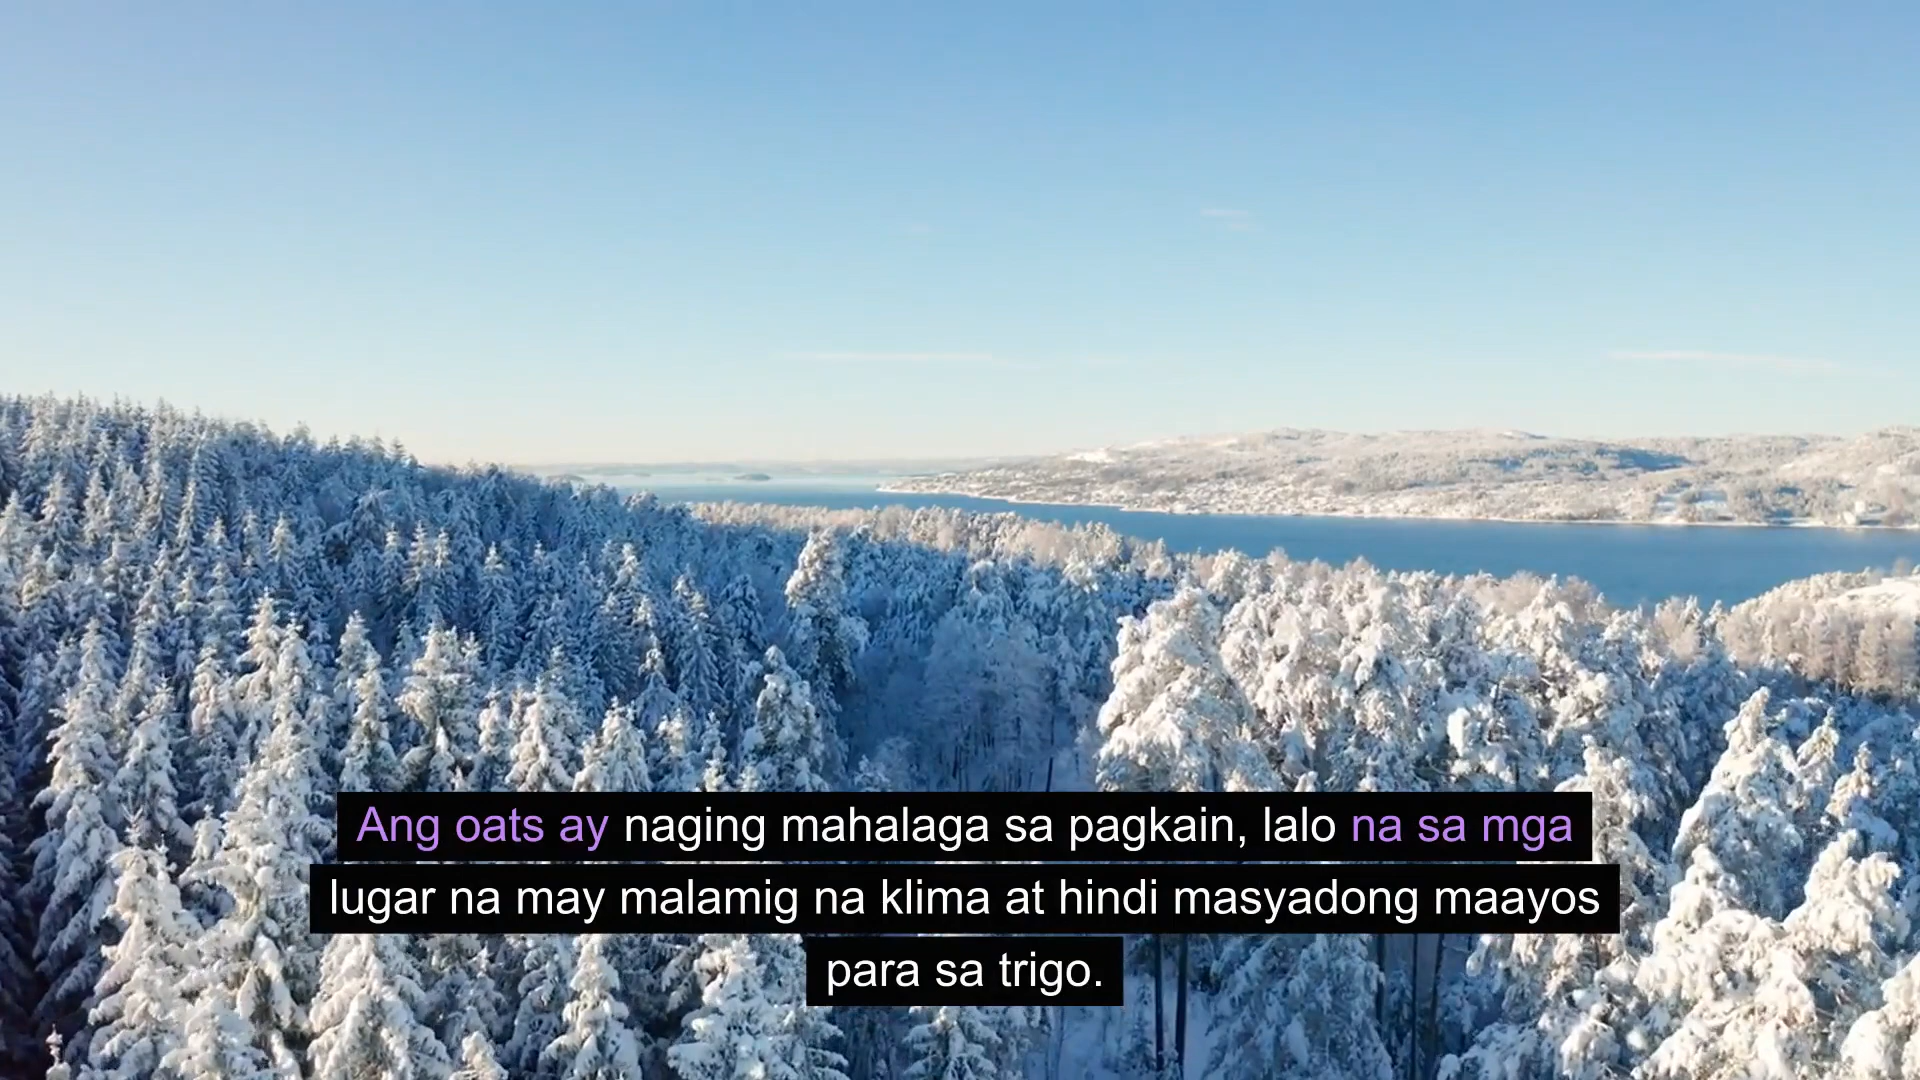 Ang oats ay naging mahalaga sa pagkain, lalo na sa mga
lugar na may malamig na klima at hindi masyadong maayos
para sa trigo.